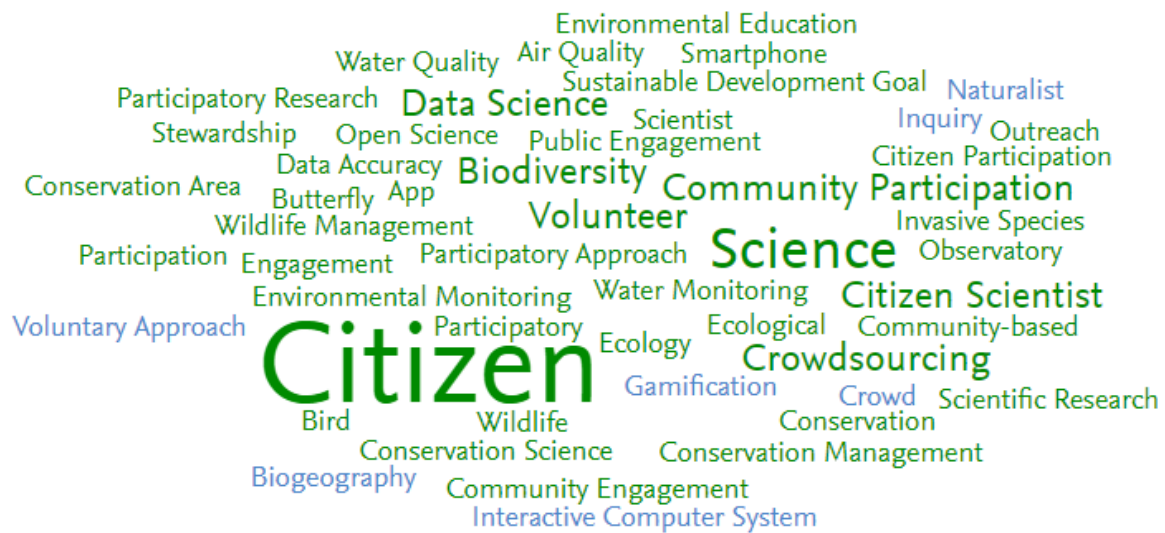 Environmental Education
Water Quality Air Quality Smartphone
Sustainable Development Goal Naturalist
Participatory Research Data Science Scientist Inquiry
Stewardship Open Science Public Engagement Outreach
Data Accuracy Biodiversity Citizen Participation
Conservation Area Butterfly App Community Participation
Wildlife Management Volunteer Invasive Species
Participation Engagement Participatory Approach Science Observatory
Environmental Monitoring Water Monitoring Citizen Scientist
Voluntary Approach Participatory Ecological Community-based
Citizen Ecology Crowdsourcing
Gamification Crowd Scientific Research
Bird Wildlife Conservation
Conservation Science Conservation Management
Biogeography Community Engagement
Interactive Computer System